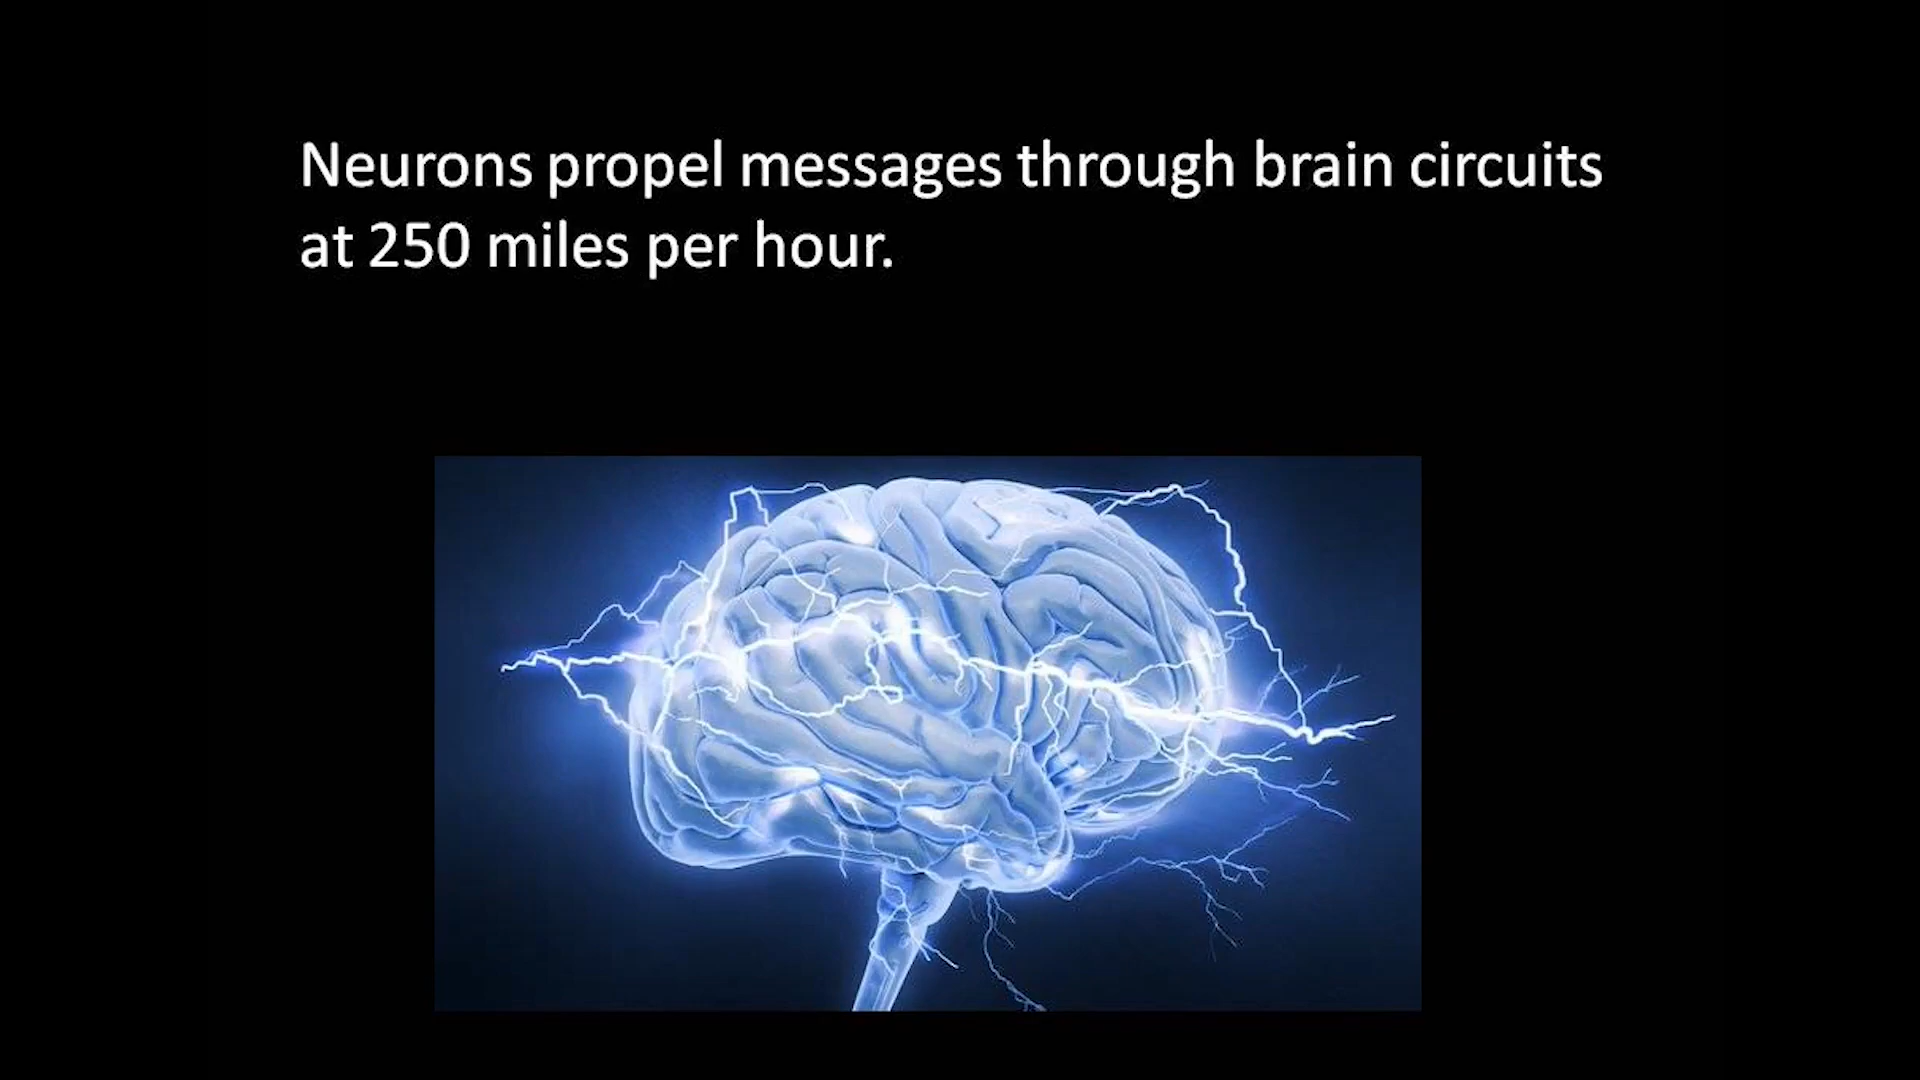 Neurons propel messages through brain circuits
at 250 miles per hour.